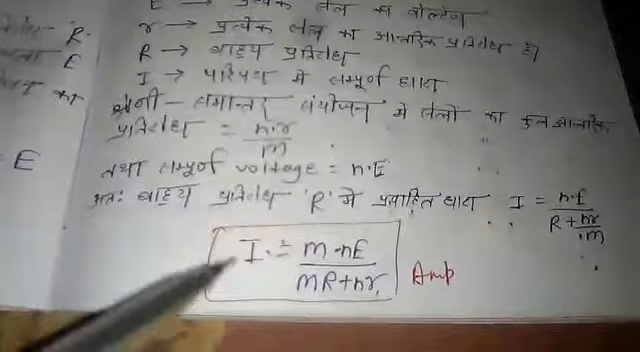 E → प्रत्येक सेल का वोल्टेज
r → प्रत्येक सेल का आन्तरिक प्रतिरोध है।
R → बाह्य प्रतिरोध
I → परिपथ में सम्पूर्ण धारा
श्रेणी - समान्तर संयोजन में सेलों का कुल आन्तरिक
प्रतिरोध = n.r/m
तथा सम्पूर्ण voltage = n.E
अत: बाह्य प्रतिरोध 'R' में प्रवाहित धारा I = n.E/(R + nr/m)
I = m.nE/(mR+nr) Amp
R.
E
का
= E